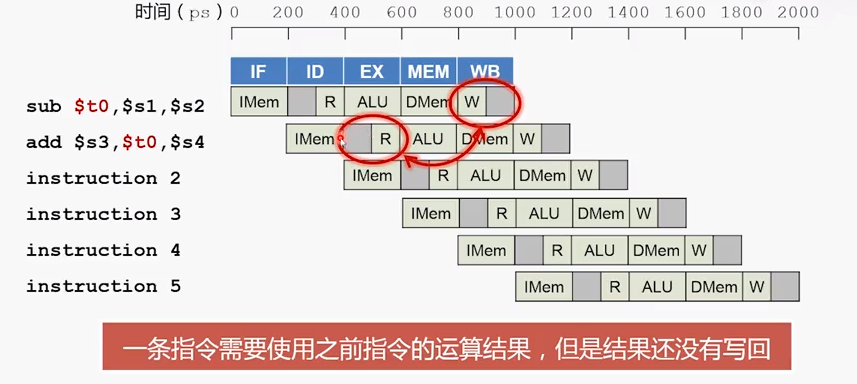 时间（ps） 0 200 400 600 800 1000 1200 1400 1600 1800 2000
IF ID EX MEM WB
sub $t0,$s1,$s2 IMem R ALU DMem W
add $s3,$t0,$s4 IMem R ALU DMem W
instruction 2 IMem R ALU DMem W
instruction 3 IMem R ALU DMem W
instruction 4 IMem R ALU DMem W
instruction 5 IMem R ALU DMem W
一条指令需要使用之前指令的运算结果，但是结果还没有写回